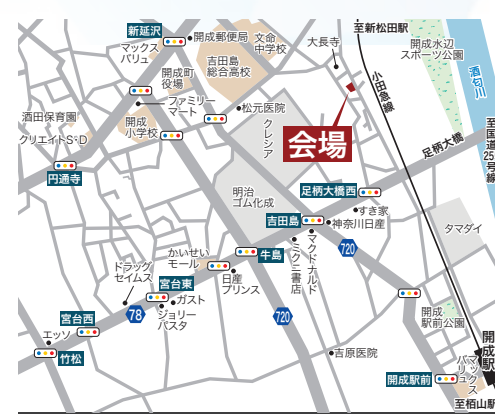 至新松田駅
新延沢
開成郵便局
文命
中学校
大長寺
開成水辺
スポーツ公園
マックス
バリュ
吉田島
総合高校
酒匂川
開成町
役場
小田急線
ファミリー
マート
松元医院
酒田保育園
開成
小学校
クレシア
至国道255号線
クリエイトS・D
会場
足柄大橋
円通寺
明治
ゴム化成
足柄大橋西
すき家
吉田島
神奈川日産
タマダイ
720
かいせい
モール
牛島
ミクニ書店
マクドナルド
ドラッグ
セイムス
日産
プリンス
宮台東
ガスト
ジョリー
パスタ
78
720
宮台西
エッソ
開成
駅前公園
竹松
吉原医院
開成駅
マックス
バリュ
開成駅前
至栢山駅